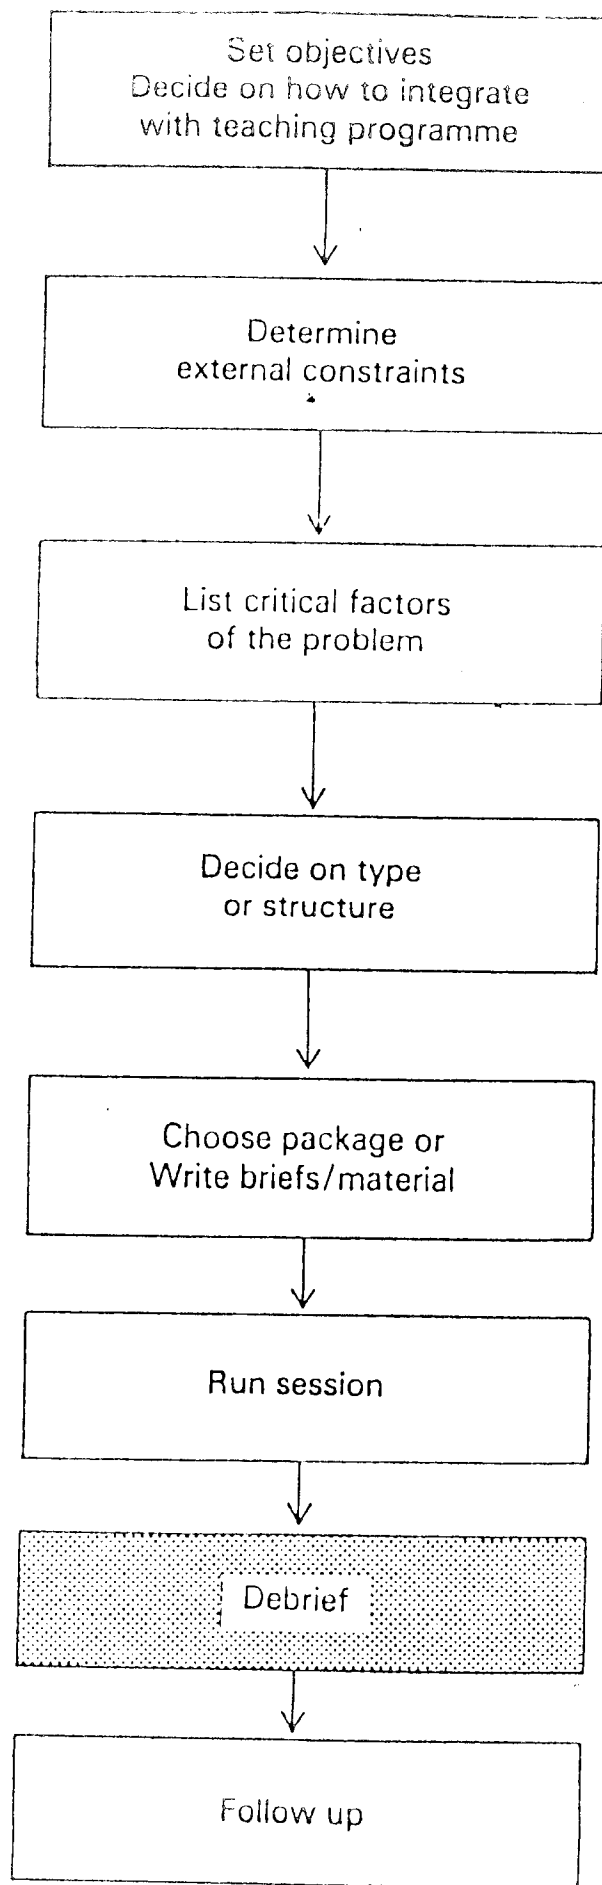 Set objectives
Decide on how to integrate
with teaching programme
Determine
external constraints
List critical factors
of the problem
Decide on type
or structure
Choose package or
Write briefs/material
Run session
Debrief
Follow up